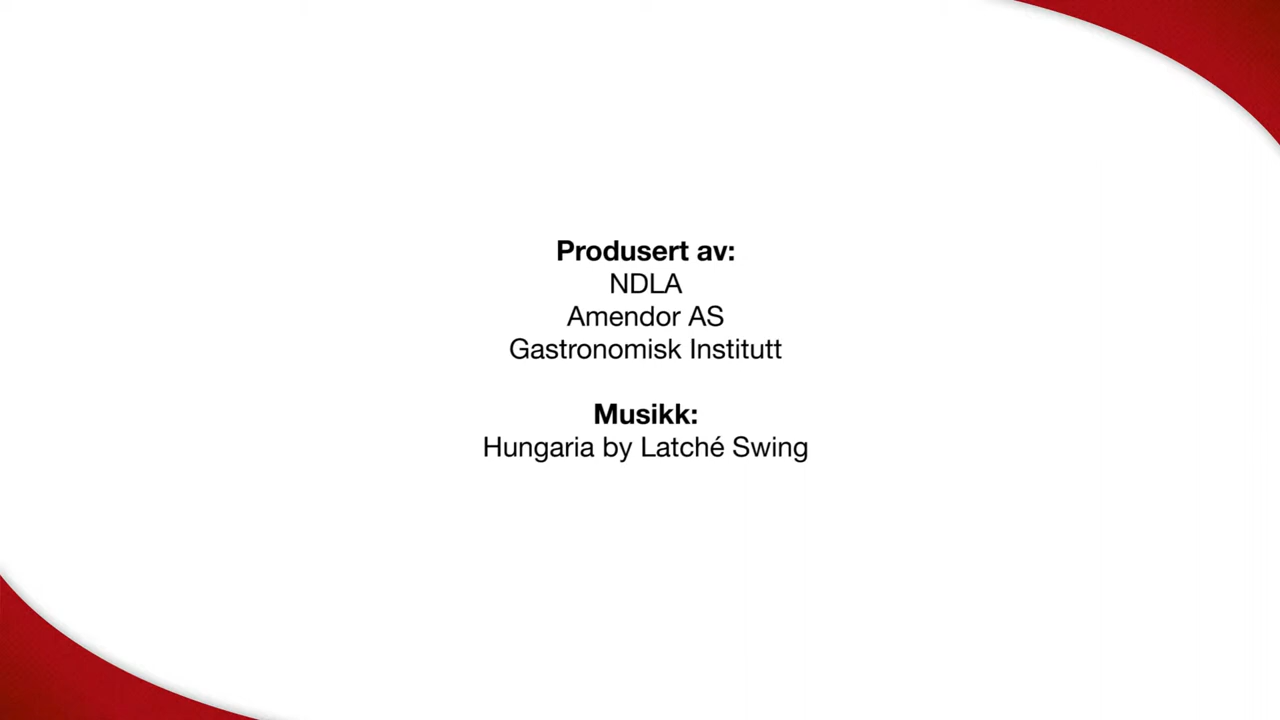 Produsert av:
NDLA
Amendor AS
Gastronomisk Institutt
Musikk:
Hungaria by Latché Swing